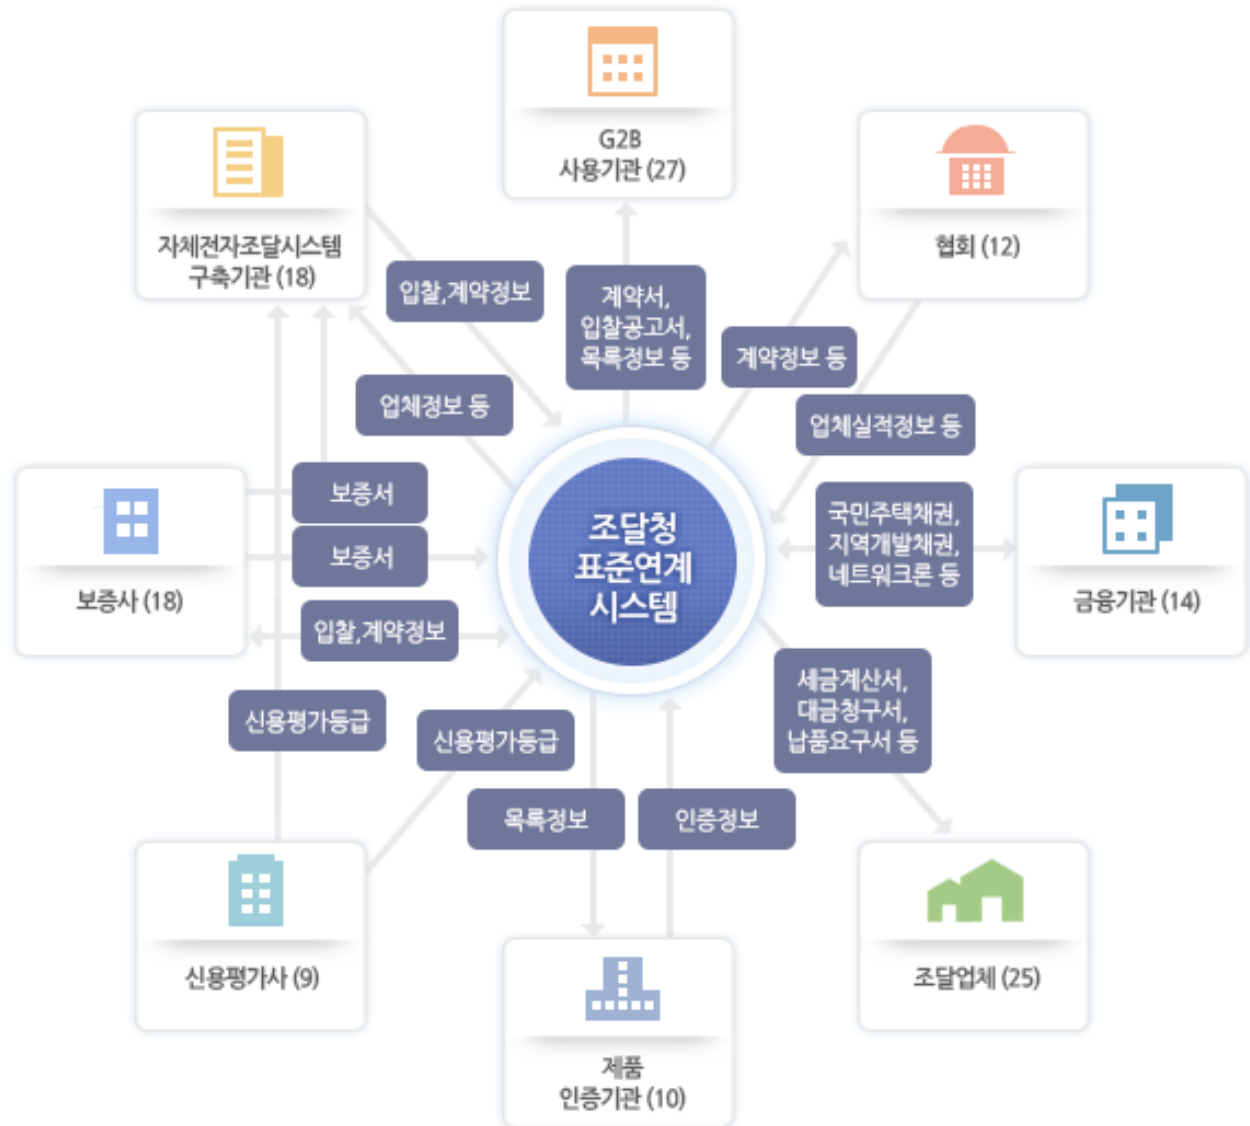 G2B
사용기관 (27)
자체전자조달시스템
구축기관 (18)
협회 (12)
입찰,계약정보
계약서,
입찰공고서,
목록정보 등
계약정보 등
업체정보 등
업체실적정보 등
보증서
보증서
국민주택채권,
지역개발채권,
네트워크론 등
조달청
표준연계
시스템
보증사 (18)
금융기관 (14)
입찰,계약정보
세금계산서,
대금청구서,
납품요구서 등
신용평가등급
신용평가등급
목록정보
인증정보
신용평가사 (9)
조달업체 (25)
제품
인증기관 (10)